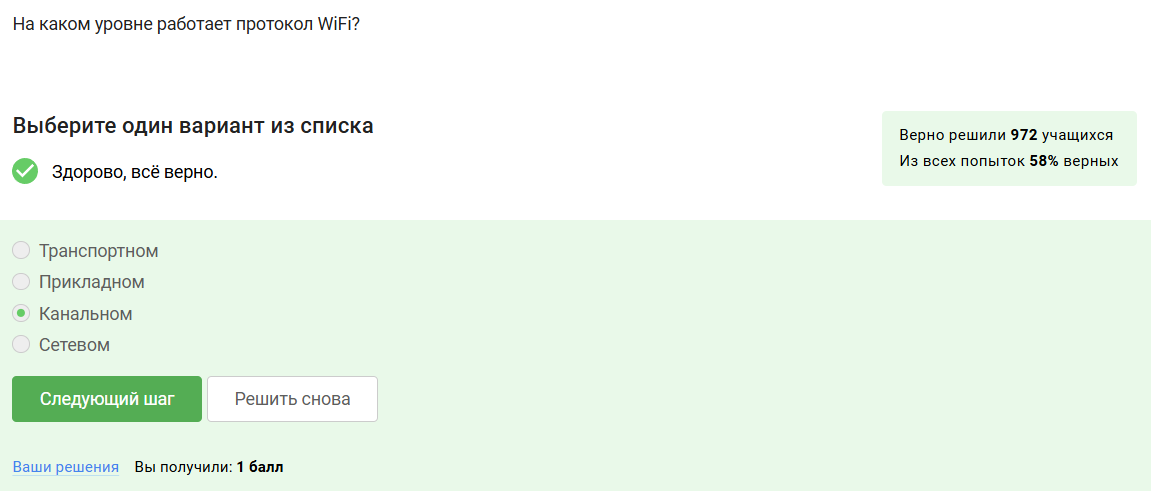 На каком уровне работает протокол WiFi?
Выберите один вариант из списка
Здорово, всё верно.
Верно решили 972 учащихся
Из всех попыток 58% верных
Транспортном
Прикладном
Канальном
Сетевом
Следующий шаг
Решить снова
Ваши решения
Вы получили: 1 балл